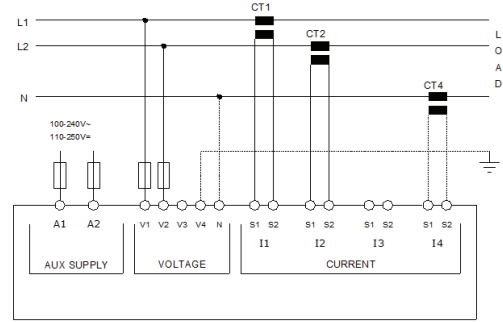 CT1
L1
L2
CT2
L
O
A
D
CT4
N
100-240V~
110-250V=
A1 A2 V1 V2 V3 V4 N S1 S2 S1 S2 S1 S2 S1 S2
I1 I2 I3 I4
AUX SUPPLY VOLTAGE CURRENT